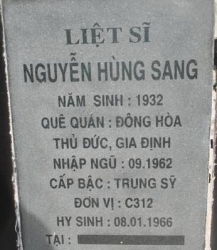 LIỆT SĨ
NGUYỄN HÙNG SANG
NĂM SINH : 1932
QUÊ QUÁN : ĐÔNG HÒA
THỦ ĐỨC, GIA ĐỊNH
NHẬP NGŨ : 09.1962
CẤP BẬC : TRUNG SỸ
ĐƠN VỊ : C312
HY SINH : 08.01.1966
TẠI :